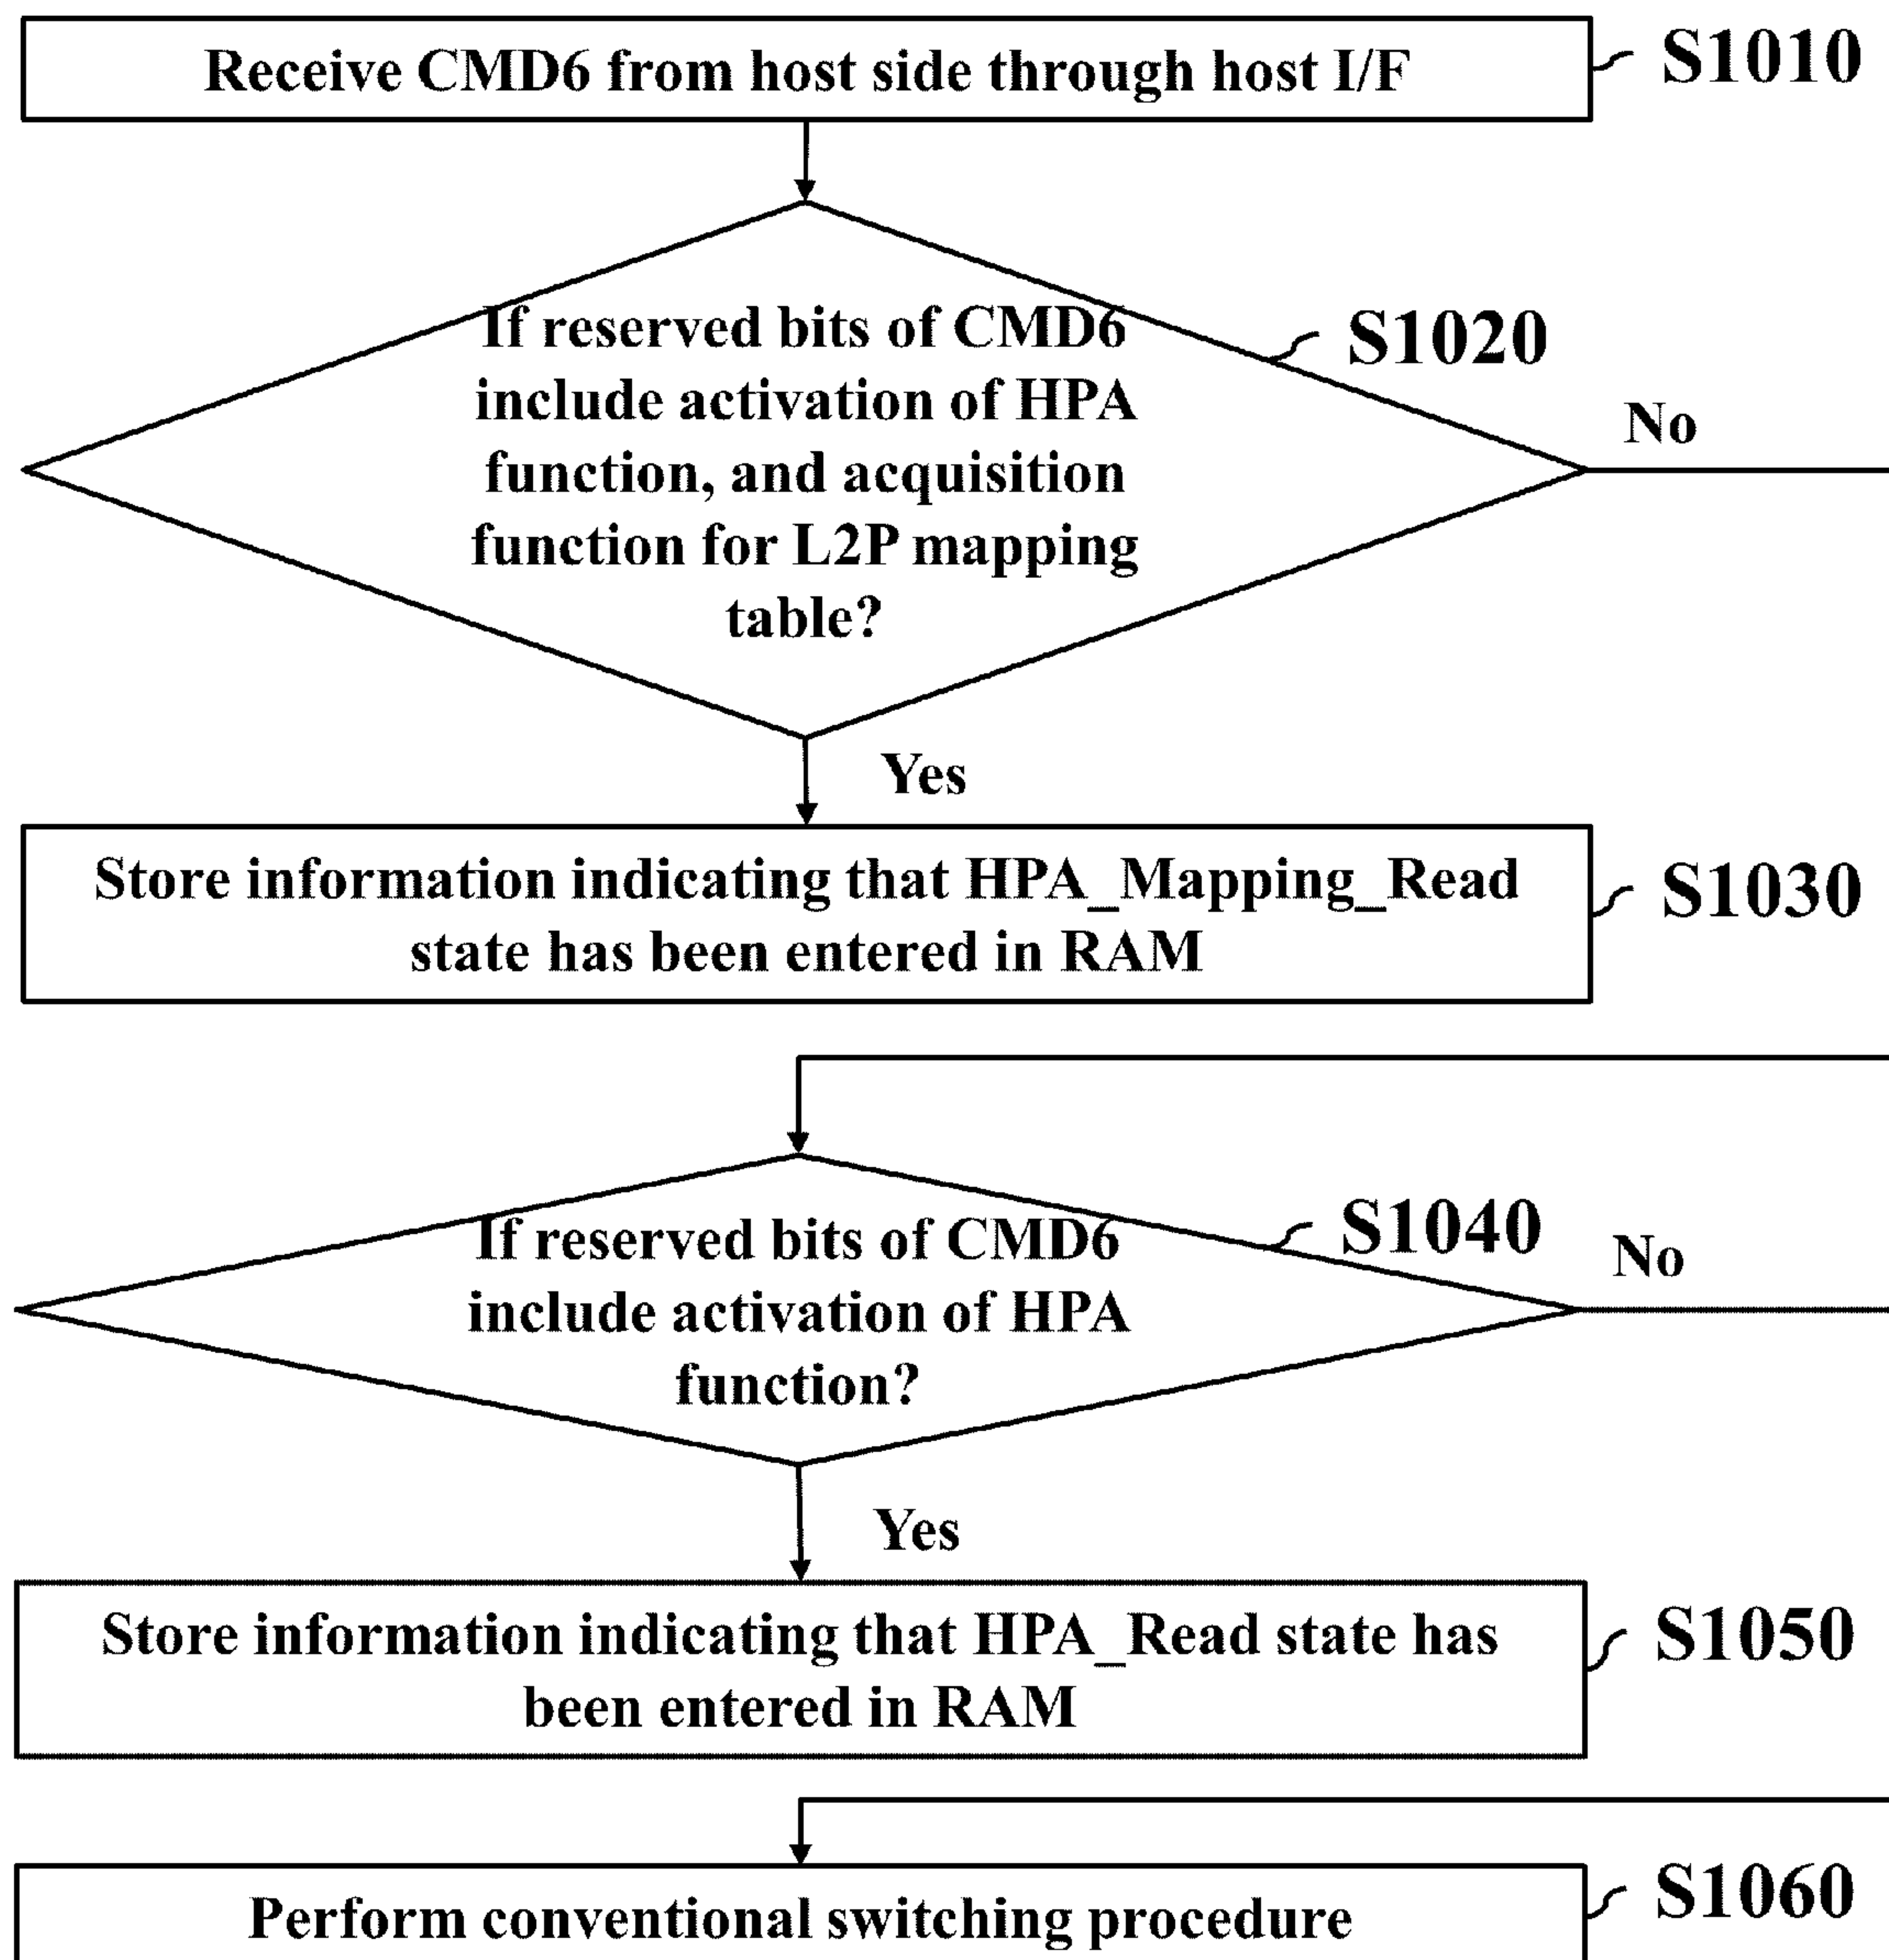 Receive CMD6 from host side through host I/F
S1010
If reserved bits of CMD6
include activation of HPA
function, and acquisition
function for L2P mapping
table?
S1020
No
Yes
Store information indicating that HPA_Mapping_Read
state has been entered in RAM
S1030
If reserved bits of CMD6
include activation of HPA
function?
S1040
No
Yes
Store information indicating that HPA_Read state has
been entered in RAM
S1050
Perform conventional switching procedure
S1060